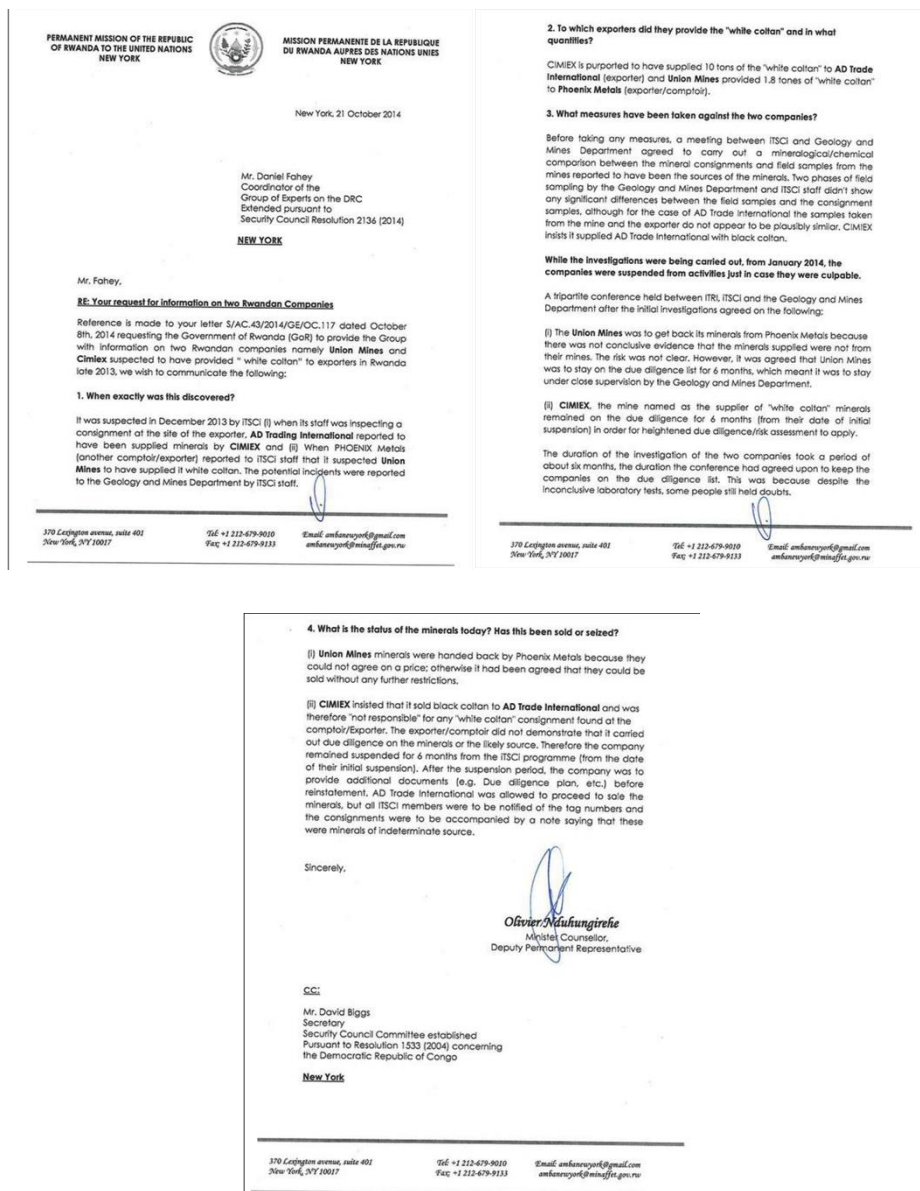 PERMANENT MISSION OF THE REPUBLIC
OF RWANDA TO THE UNITED NATIONS
NEW YORK
MISSION PERMANENTE DE LA REPUBLIQUE
DU RWANDA AUPRES DES NATIONS UNIES
NEW YORK
New York, 21 October 2014
Mr. Daniel Fahey
Coordinator of the
Group of Experts on the DRC
Extended pursuant to
Security Council Resolution 2136 (2014)
NEW YORK
Mr. Fahey,
RE: Your request for information on two Rwandan Companies
Reference is made to your letter S/AC.43/2014/GE/OC.117 dated October
8th, 2014 requesting the Government of Rwanda (GoR) to provide the Group
with information on two Rwandan companies namely Union Mines and
Cimiex suspected to have provided " white coltan" to exporters in Rwanda
late 2013, we wish to communicate the following:
1. When exactly was this discovered?
It was suspected in December 2013 by iTSCi (i) when its staff was inspecting a
consignment at the site of the exporter, AD Trading International reported to
have been supplied minerals by CIMIEX and (ii) When PHOENIX Metals
(another comptoir/exporter) reported to iTSCi staff that it suspected Union
Mines to have supplied it white coltan. The potential incidents were reported
to the Geology and Mines Department by iTSCi staff.
370 Lexington avenue, suite 401
New York, NY 10017
Tel: +1 212-679-9010
Fax: +1 212-679-9133
Email: ambanewyork@gmail.com
ambanewyork@minaffet.gov.rw
2. To which exporters did they provide the "white coltan" and in what
quantities?
CIMIEX is purported to have supplied 10 tons of the "white coltan" to AD Trade
International (exporter) and Union Mines provided 1.8 tones of "white coltan"
to Phoenix Metals (exporter/comptoir).
3. What measures have been taken against the two companies?
Before taking any measures, a meeting between iTSCi and Geology and
Mines Department agreed to carry out a mineralogical/chemical
comparison between the mineral consignments and field samples from the
mines reported to have been the sources of the minerals. Two phases of field
sampling by the Geology and Mines Department and iTSCi staff didn't show
any significant differences between the field samples and the consignment
samples, although for the case of AD Trade International the samples taken
from the mine and the exporter do not appear to be plausibly similar. CIMIEX
insists it supplied AD Trade International with black coltan.
While the investigations were being carried out, from January 2014, the
companies were suspended from activities just in case they were culpable.
A tripartite conference held between ITRI, iTSCi and the Geology and Mines
Department after the initial investigations agreed on the following:
(i) The Union Mines was to get back its minerals from Phoenix Metals because
there was not conclusive evidence that the minerals supplied were not from
their mines. The risk was not clear. However, it was agreed that Union Mines
was to stay on the due diligence list for 6 months, which meant it was to stay
under close supervision by the Geology and Mines Department.
(ii) CIMIEX, the mine named as the supplier of "white coltan" minerals
remained on the due diligence for 6 months (from their date of initial
suspension) in order for heightened due diligence/risk assessment to apply.
The duration of the investigation of the two companies took a period of
about six months, the duration the conference had agreed upon to keep the
companies on the due diligence list. This was because despite the
inconclusive laboratory tests, some people still held doubts.
370 Lexington avenue, suite 401
New York, NY 10017
Tel: +1 212-679-9010
Fax: +1 212-679-9133
Email: ambanewyork@gmail.com
ambanewyork@minaffet.gov.rw
4. What is the status of the minerals today? Has this been sold or seized?
(i) Union Mines minerals were handed back by Phoenix Metals because they
could not agree on a price; otherwise it had been agreed that they could be
sold without any further restrictions.
(ii) CIMIEX insisted that it sold black coltan to AD Trade International and was
therefore "not responsible" for any "white coltan" consignment found at the
comptoir/Exporter. The exporter/comptoir did not demonstrate that it carried
out due diligence on the minerals or the likely source. Therefore the company
remained suspended for 6 months from the iTSCi programme (from the date
of their initial suspension). After the suspension period, the company was to
provide additional documents (e.g. Due diligence plan, etc.) before
reinstatement. AD Trade International was allowed to proceed to sale the
minerals, but all iTSCi members were to be notified of the tag numbers and
the consignments were to be accompanied by a note saying that these
were minerals of indeterminate source.
Sincerely,
Olivier Nduhungirehe
Minister Counsellor,
Deputy Permanent Representative
CC:
Mr. David Biggs
Secretary
Security Council Committee established
Pursuant to Resolution 1533 (2004) concerning
the Democratic Republic of Congo
New York
370 Lexington avenue, suite 401
New York, NY 10017
Tel: +1 212-679-9010
Fax: +1 212-679-9133
Email: ambanewyork@gmail.com
ambanewyork@minaffet.gov.rw